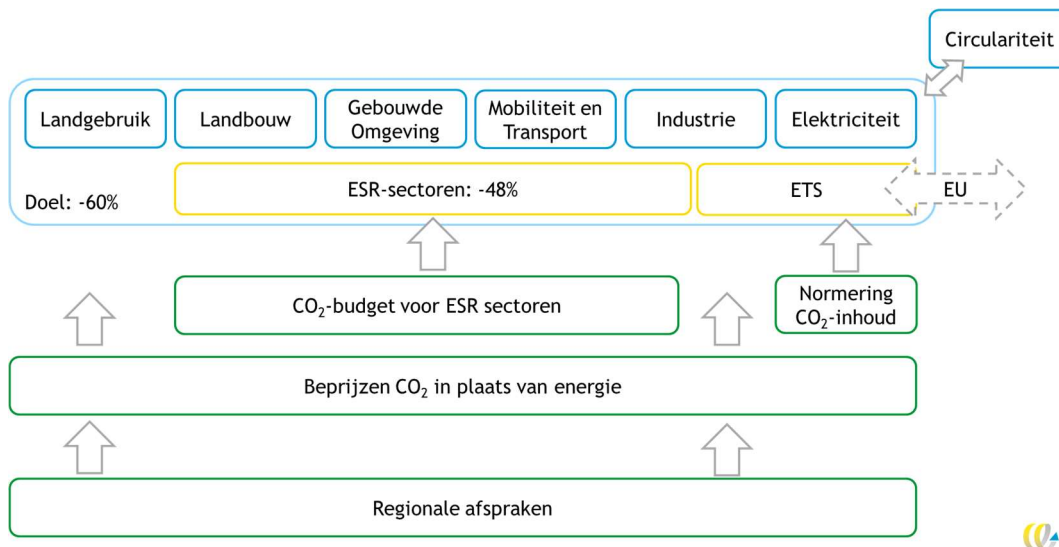 Circulariteit
Landgebruik
Landbouw
Gebouwde
Omgeving
Mobiliteit en
Transport
Industrie
Elektriciteit
Doel: -60%
ESR-sectoren: -48%
ETS
EU
CO₂-budget voor ESR sectoren
Normering
CO₂-inhoud
Beprijzen CO₂ in plaats van energie
Regionale afspraken